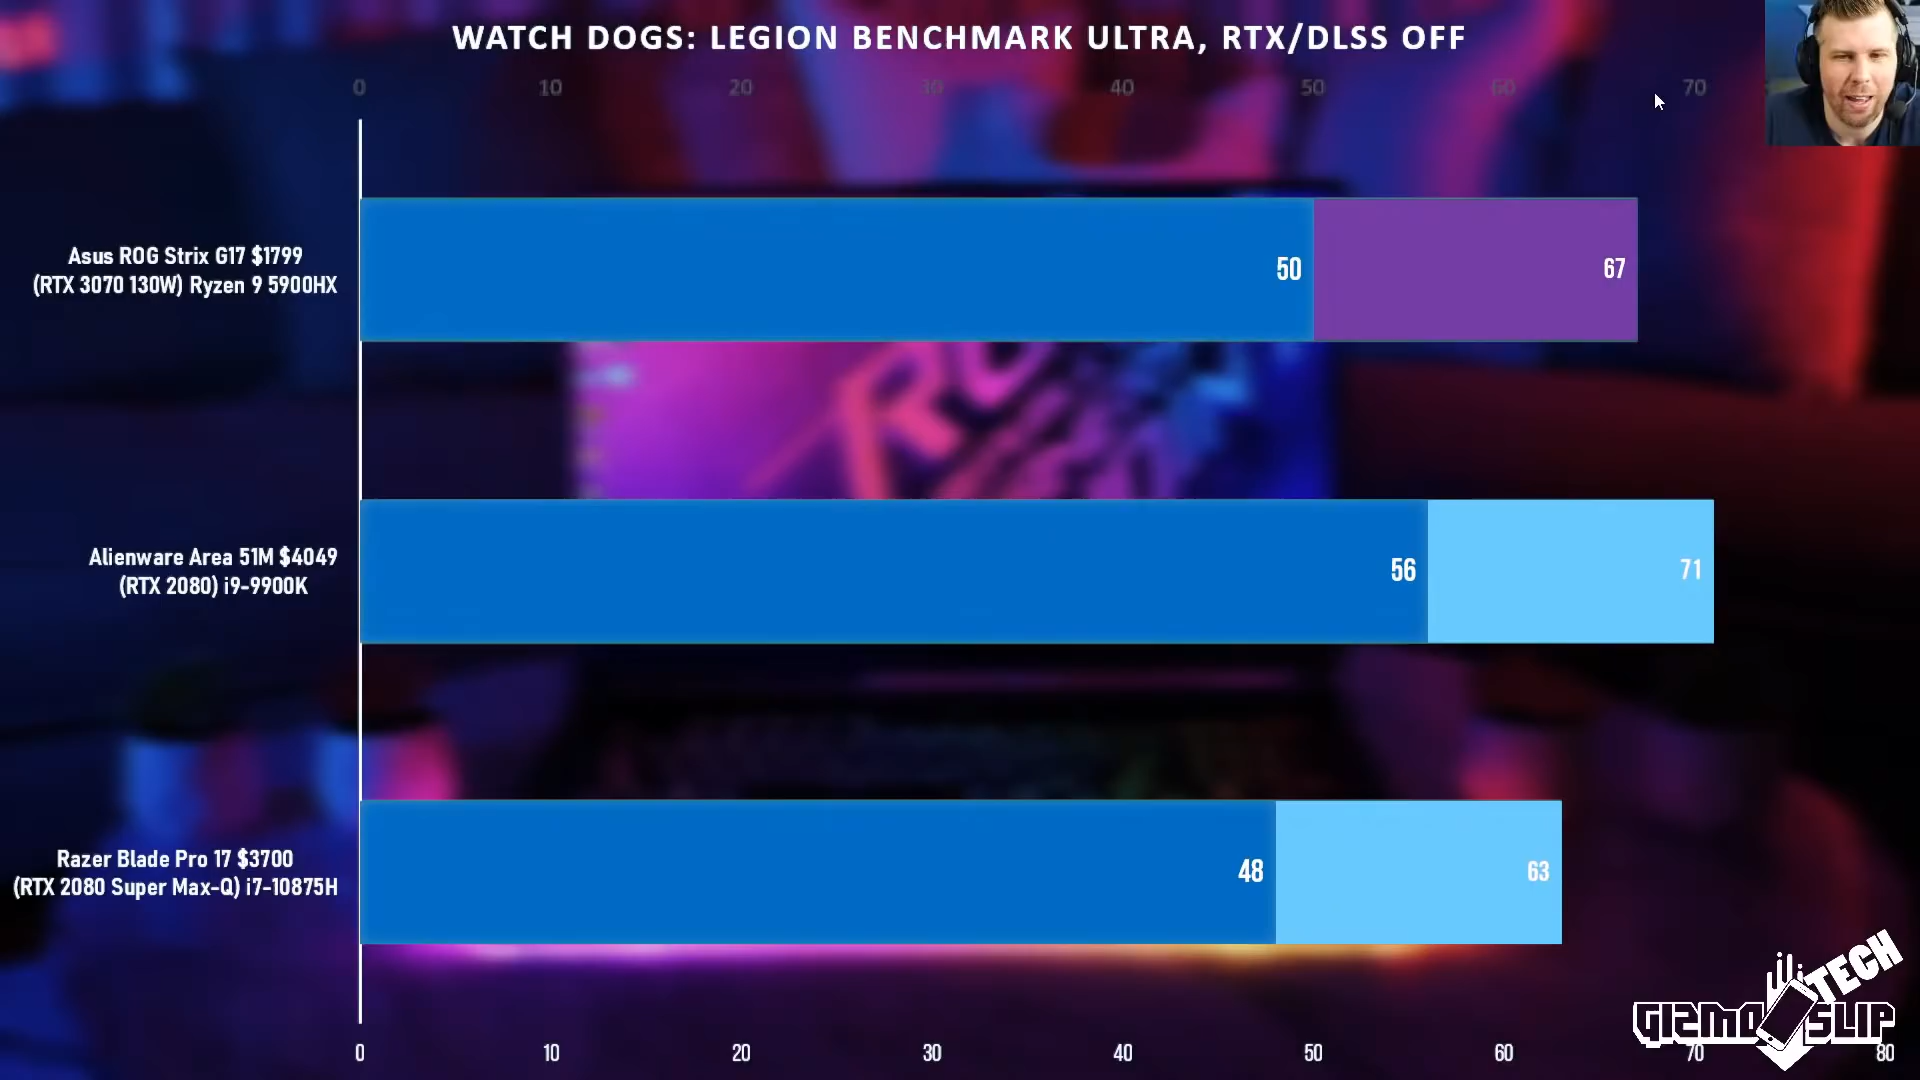 WATCH DOGS: LEGION BENCHMARK ULTRA, RTX/DLSS OFF
0 10 20 30 40 50 60 70
Asus ROG Strix G17 $1799
(RTX 3070 130W) Ryzen 9 5900HX
50 67
Alienware Area 51M $4049
(RTX 2080) i9-9900K
56 71
Razer Blade Pro 17 $3700
(RTX 2080 Super Max-Q) i7-10875H
48 63
TECH
GIZMO SLIP
0 10 20 30 40 50 60 70 80